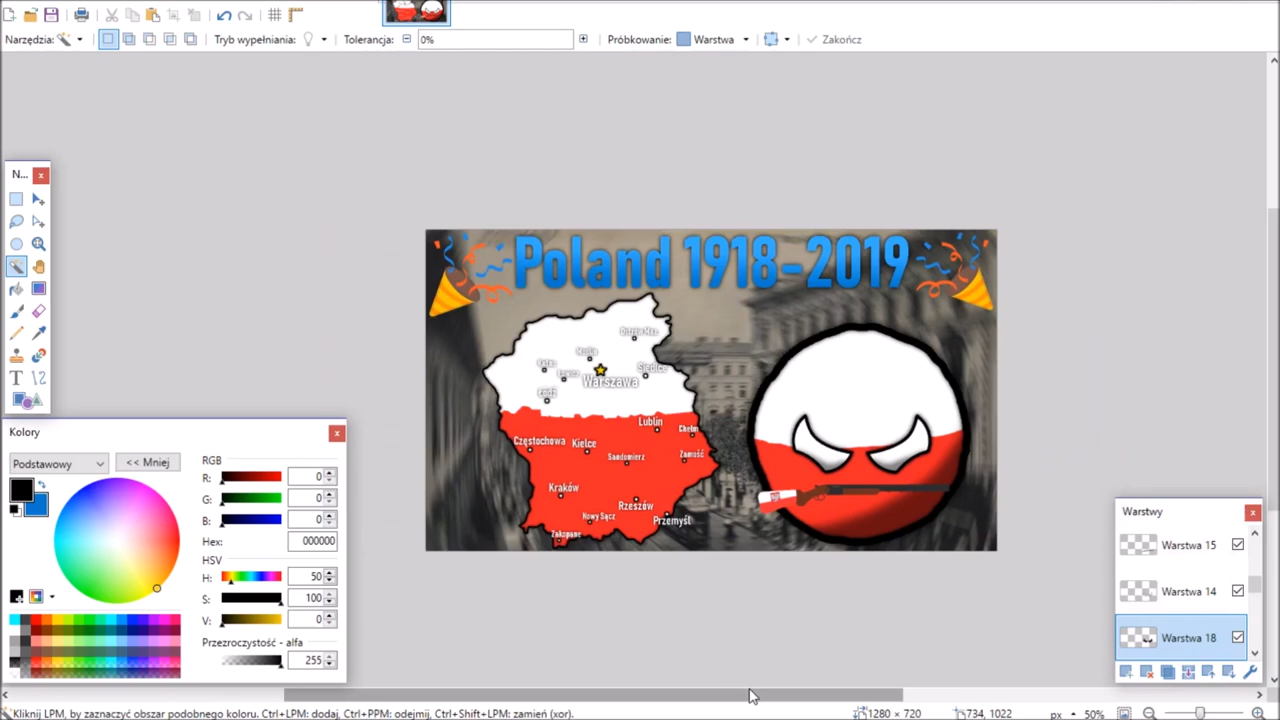 Narzędzia:
Tryb wypełniania:
Tolerancja:
0%
Próbkowanie:
Warstwa
Zakończ
N...
Poland 1918-2019
Ostrów Maz.
Siedlce
Warszawa
Łódź
Lublin
Chełm
Częstochowa
Kielce
Sandomierz
Zamość
Kraków
Rzeszów
Nowy Sącz
Przemyśl
Zakopane
Kolory
Podstawowy
<< Mniej
RGB
R:
0
G:
0
B:
0
Hex:
000000
HSV
H:
50
S:
100
V:
0
Przezroczystość - alfa
255
Warstwy
Warstwa 15
Warstwa 14
Warstwa 18
Kliknij LPM, by zaznaczyć obszar podobnego koloru. Ctrl+LPM: dodaj, Ctrl+PPM: odejmij, Ctrl+Shift+LPM: zamień (xor).
1280 × 720
734, 1022
px
50%